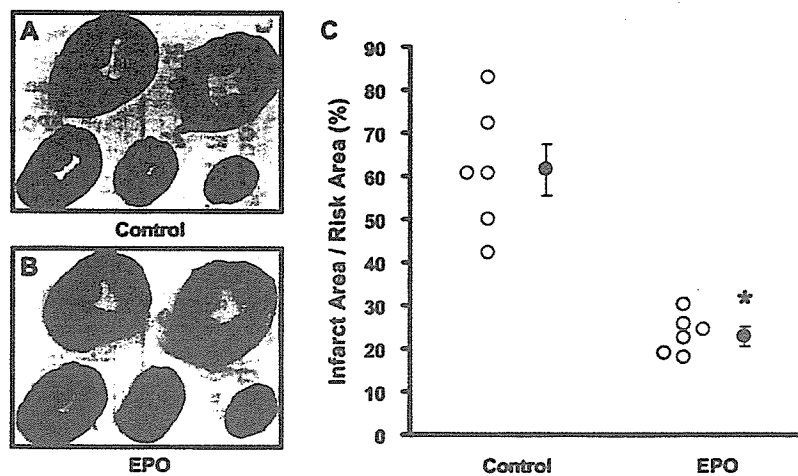 A
Control
B
EPO
C
Infarct Area / Risk Area (%)
90
80
70
60
50
40
30
20
10
0
*
Control
EPO